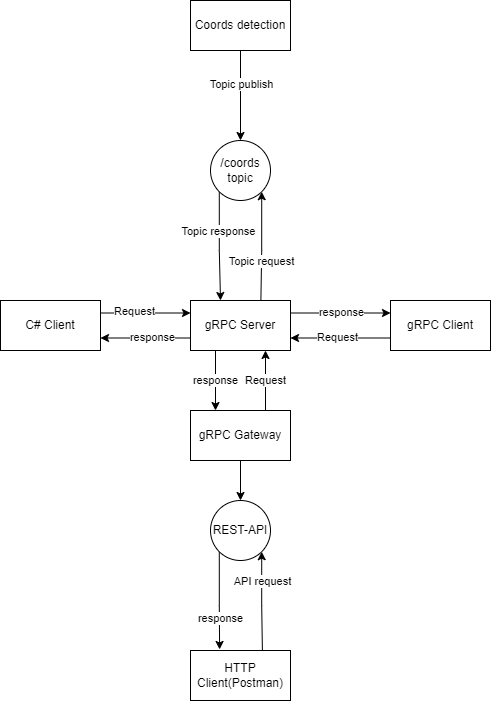 Coords detection
Topic publish
/coords
topic
Topic response
Topic request
C# Client
Request
response
gRPC Server
response
Request
gRPC Client
response
Request
gRPC Gateway
REST-API
API request
response
HTTP
Client(Postman)